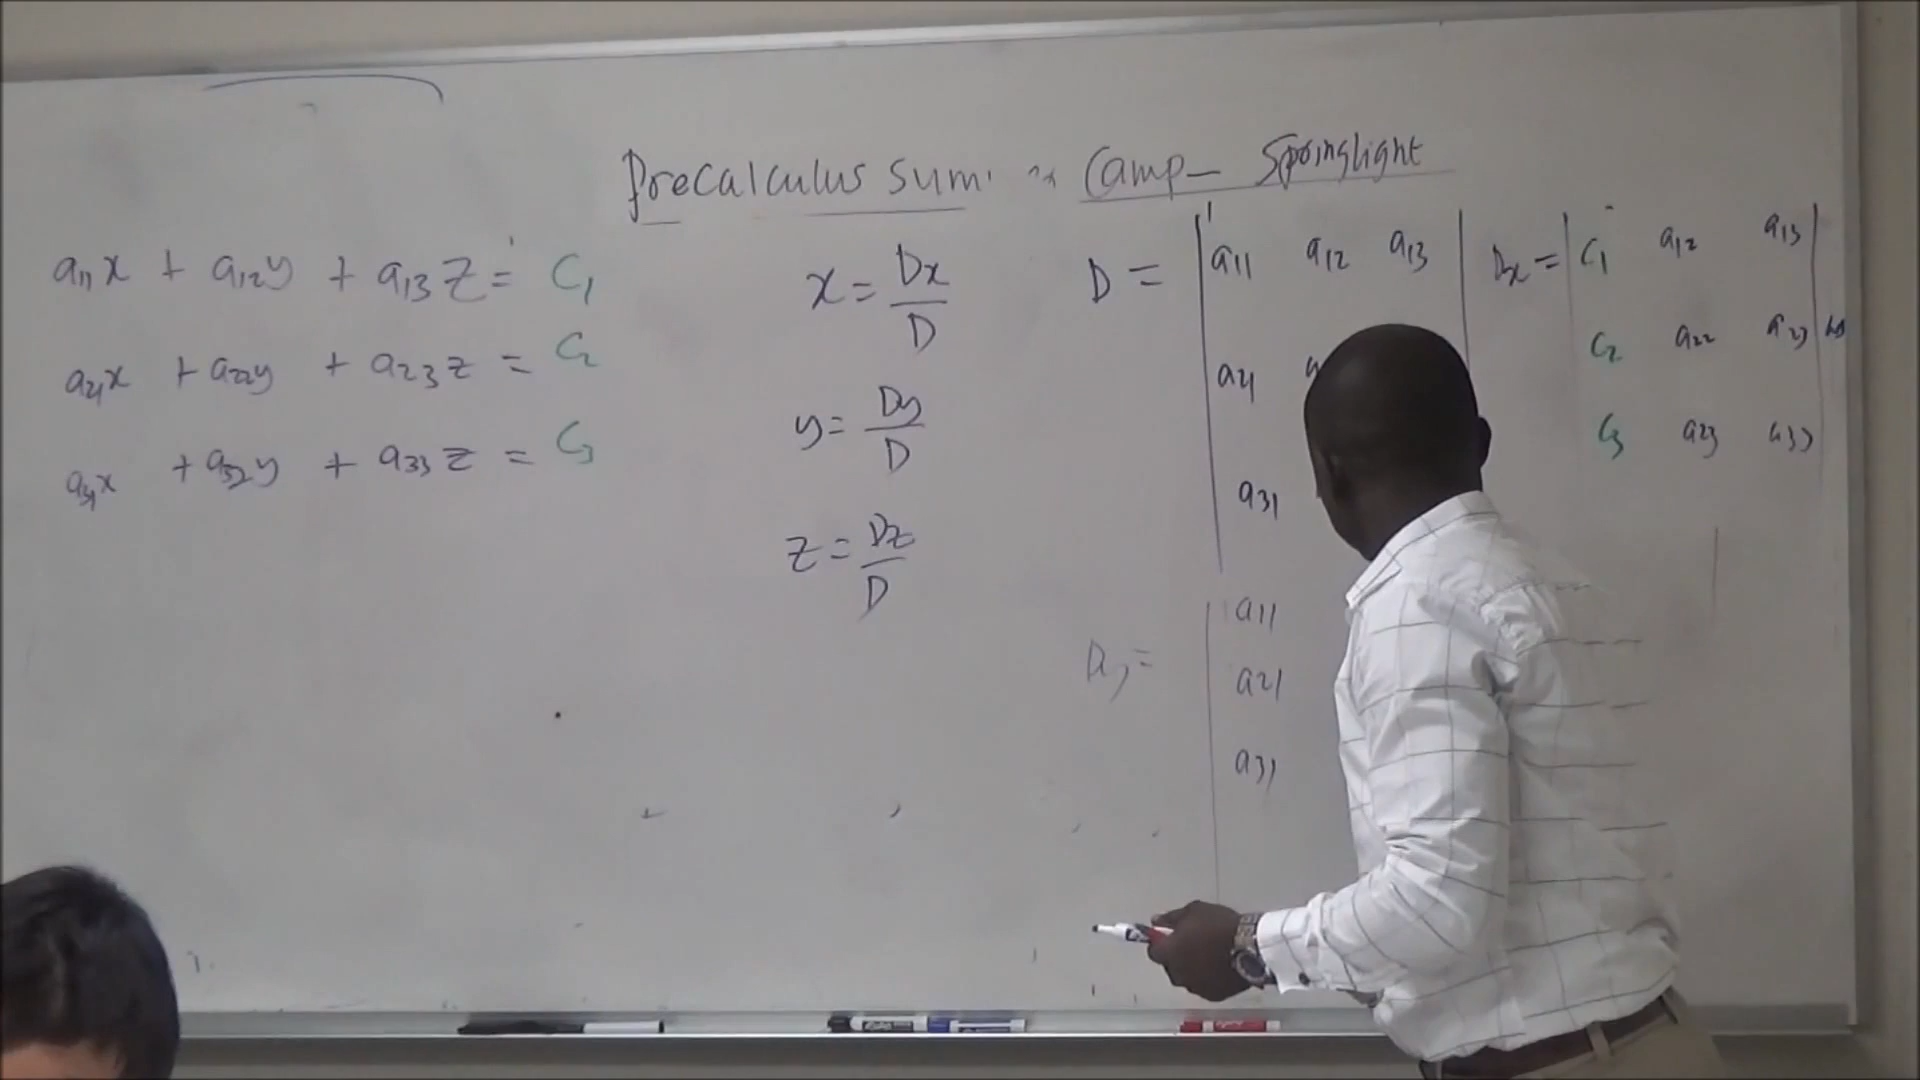 Precalculus sum Camp- Springlight
a11x + a12y + a13z = C1
a21x + a22y + a23z = C2
a31x + a32y + a33z = C3
x = Dx/D
y = Dy/D
z = Dz/D
D = | a11 a12 a13 |
a21
a31
Dx = | C1 a12 a13 |
C2 a22 a23
C3 a23 a33
Dy = | a11
a21
a31